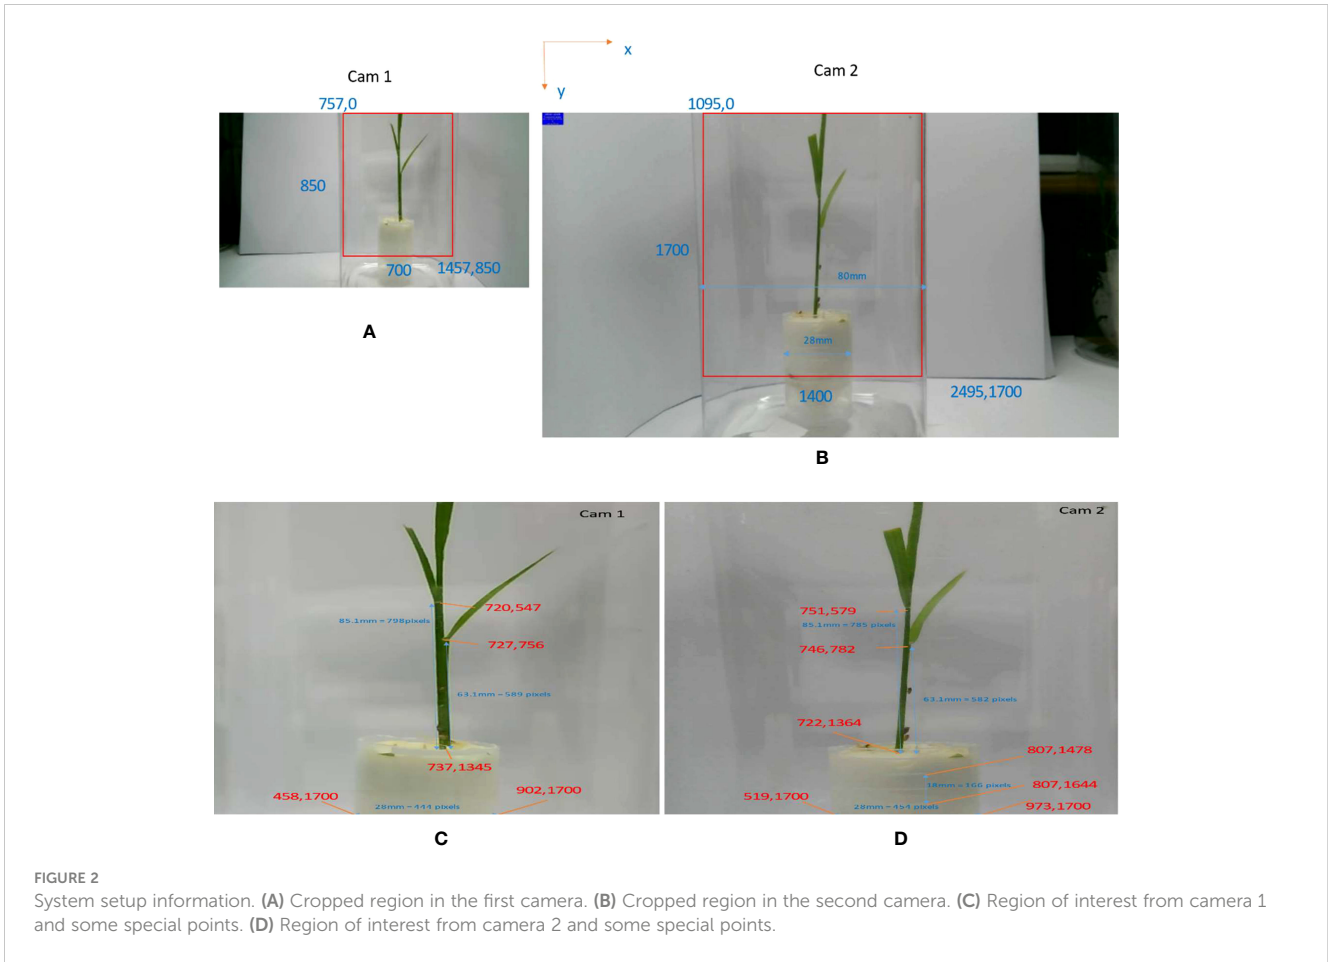 x
y
Cam 1
Cam 2
757,0
1095,0
850
700
1457,850
1700
80mm
28mm
1400
2495,1700
A
B
Cam 1
720,547
85.1mm = 798pixels
727,756
63.1mm = 589 pixels
737,1345
458,1700
902,1700
28mm = 444 pixels
Cam 2
751,579
85.1mm = 785 pixels
746,782
63.1mm = 582 pixels
722,1364
807,1478
807,1644
519,1700
28mm = 454 pixels
973,1700
C
D
FIGURE 2
System setup information. (A) Cropped region in the first camera. (B) Cropped region in the second camera. (C) Region of interest from camera 1
and some special points. (D) Region of interest from camera 2 and some special points.